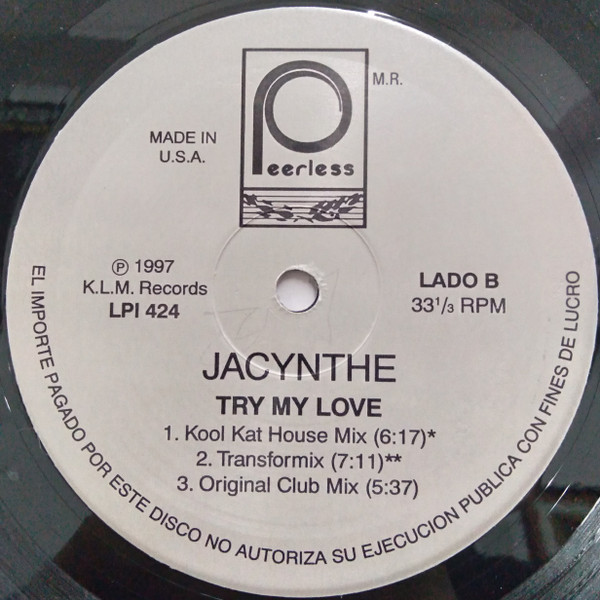 Peerless
M.R.
MADE IN
U.S.A.
℗ 1997
K.L.M. Records
LPI 424
LADO B
33 1/3 RPM
JACYNTHE
TRY MY LOVE
1. Kool Kat House Mix (6:17)*
2. Transformix (7:11)**
3. Original Club Mix (5:37)
EL IMPORTE PAGADO POR ESTE DISCO NO AUTORIZA SU EJECUCION PUBLICA CON FINES DE LUCRO